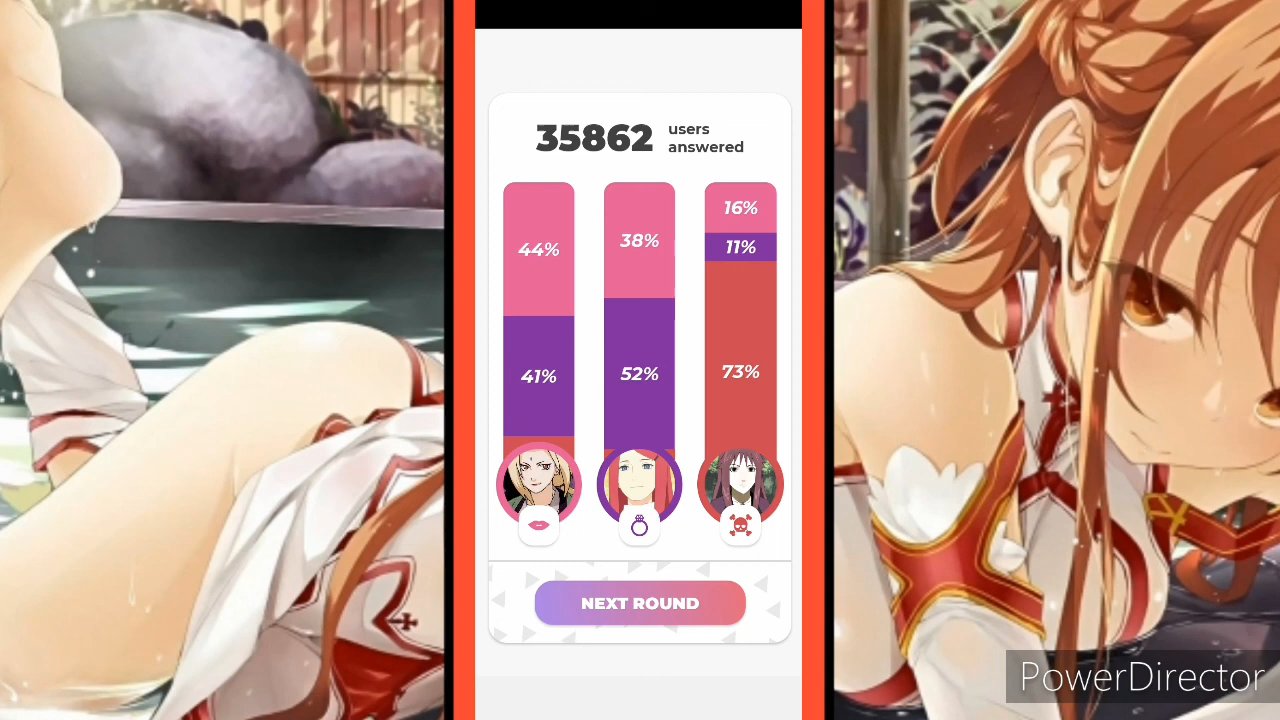 35862
users
answered
44%
38%
16%
11%
41%
52%
73%
NEXT ROUND
PowerDirector